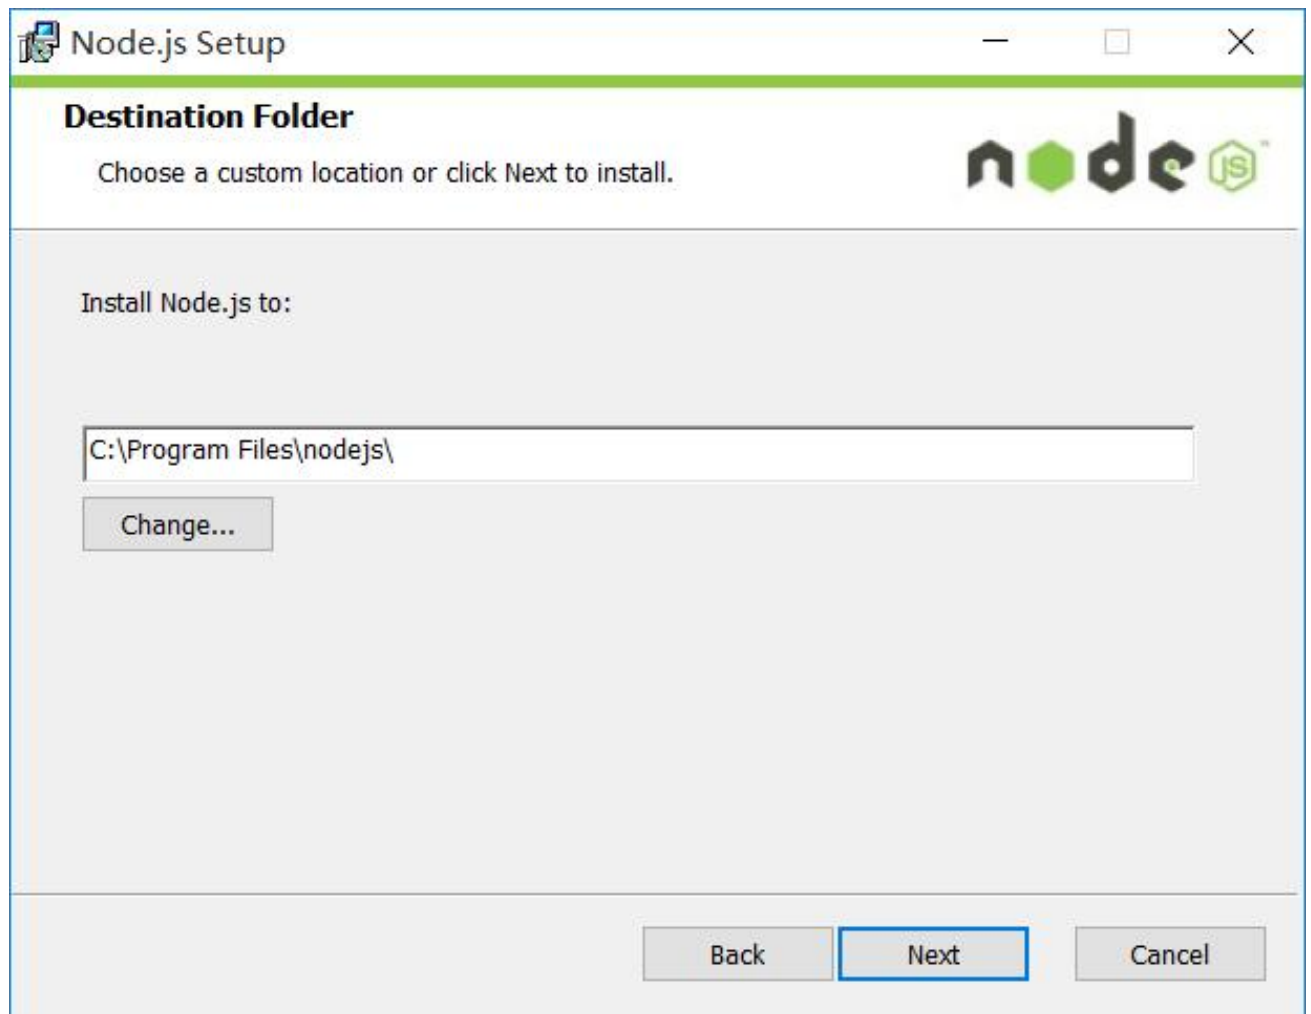 Node.js Setup
Destination Folder
Choose a custom location or click Next to install.
node JS™
Install Node.js to:
C:\Program Files\nodejs\
Change...
Back
Next
Cancel